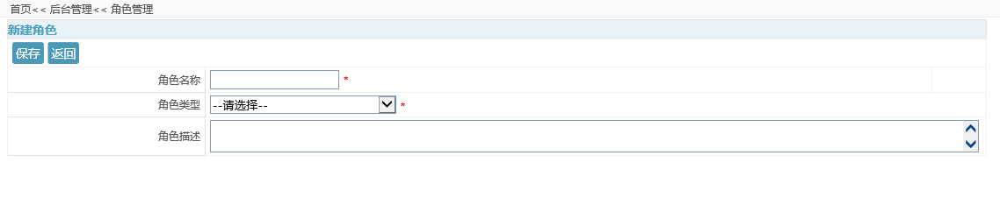 首页<< 后台管理<< 角色管理
新建角色
保存 返回
角色名称 *
角色类型 --请选择-- *
角色描述